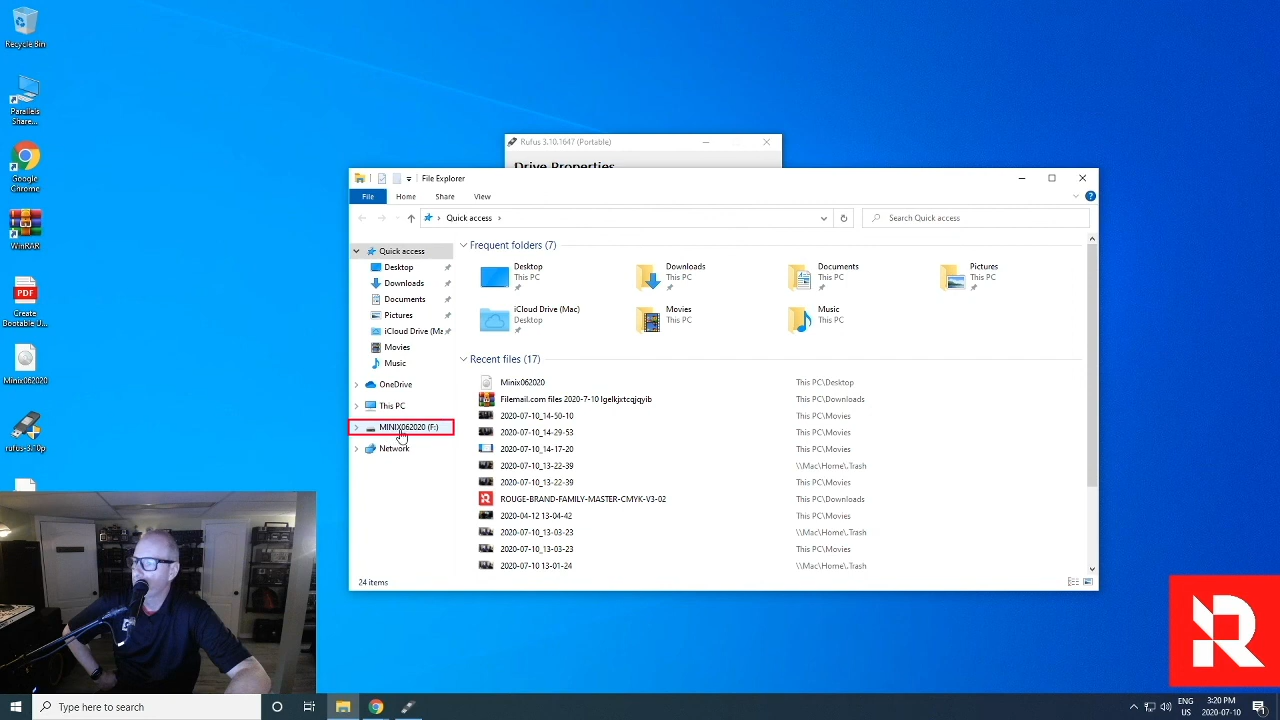 Recycle Bin
Parallels
Share...
Google
Chrome
WinRAR
PDF
Create
Bootable_U...
Minix062020
rufus-3.10p
Rufus 3.10.1647 (Portable)
Drive Properties
File Explorer
File Home Share View
Quick access
Search Quick access
Quick access
Desktop
Downloads
Documents
Pictures
iCloud Drive (Ma
Movies
Music
OneDrive
This PC
MINIX062020 (F:)
Network
Frequent folders (7)
Desktop
This PC
Downloads
This PC
Documents
This PC
Pictures
This PC
iCloud Drive (Mac)
Desktop
Movies
This PC
Music
This PC
Recent files (17)
Minix062020 This PC\Desktop
Filemail.com files 2020-7-10 lgelkjxtcqjqyib This PC\Downloads
2020-07-10_14-50-10 This PC\Movies
2020-07-10_14-29-53 This PC\Movies
2020-07-10_14-17-20 This PC\Movies
2020-07-10_13-22-39 \\Mac\Home\.Trash
2020-07-10_13-22-39 This PC\Movies
ROUGE-BRAND-FAMILY-MASTER-CMYK-V3-02 This PC\Downloads
2020-04-12 13-04-42 This PC\Movies
2020-07-10_13-03-23 \\Mac\Home\.Trash
2020-07-10_13-03-23 This PC\Movies
2020-07-10 13-01-24 \\Mac\Home\.Trash
24 items
R
Type here to search
ENG
US
3:20 PM
2020-07-10
1